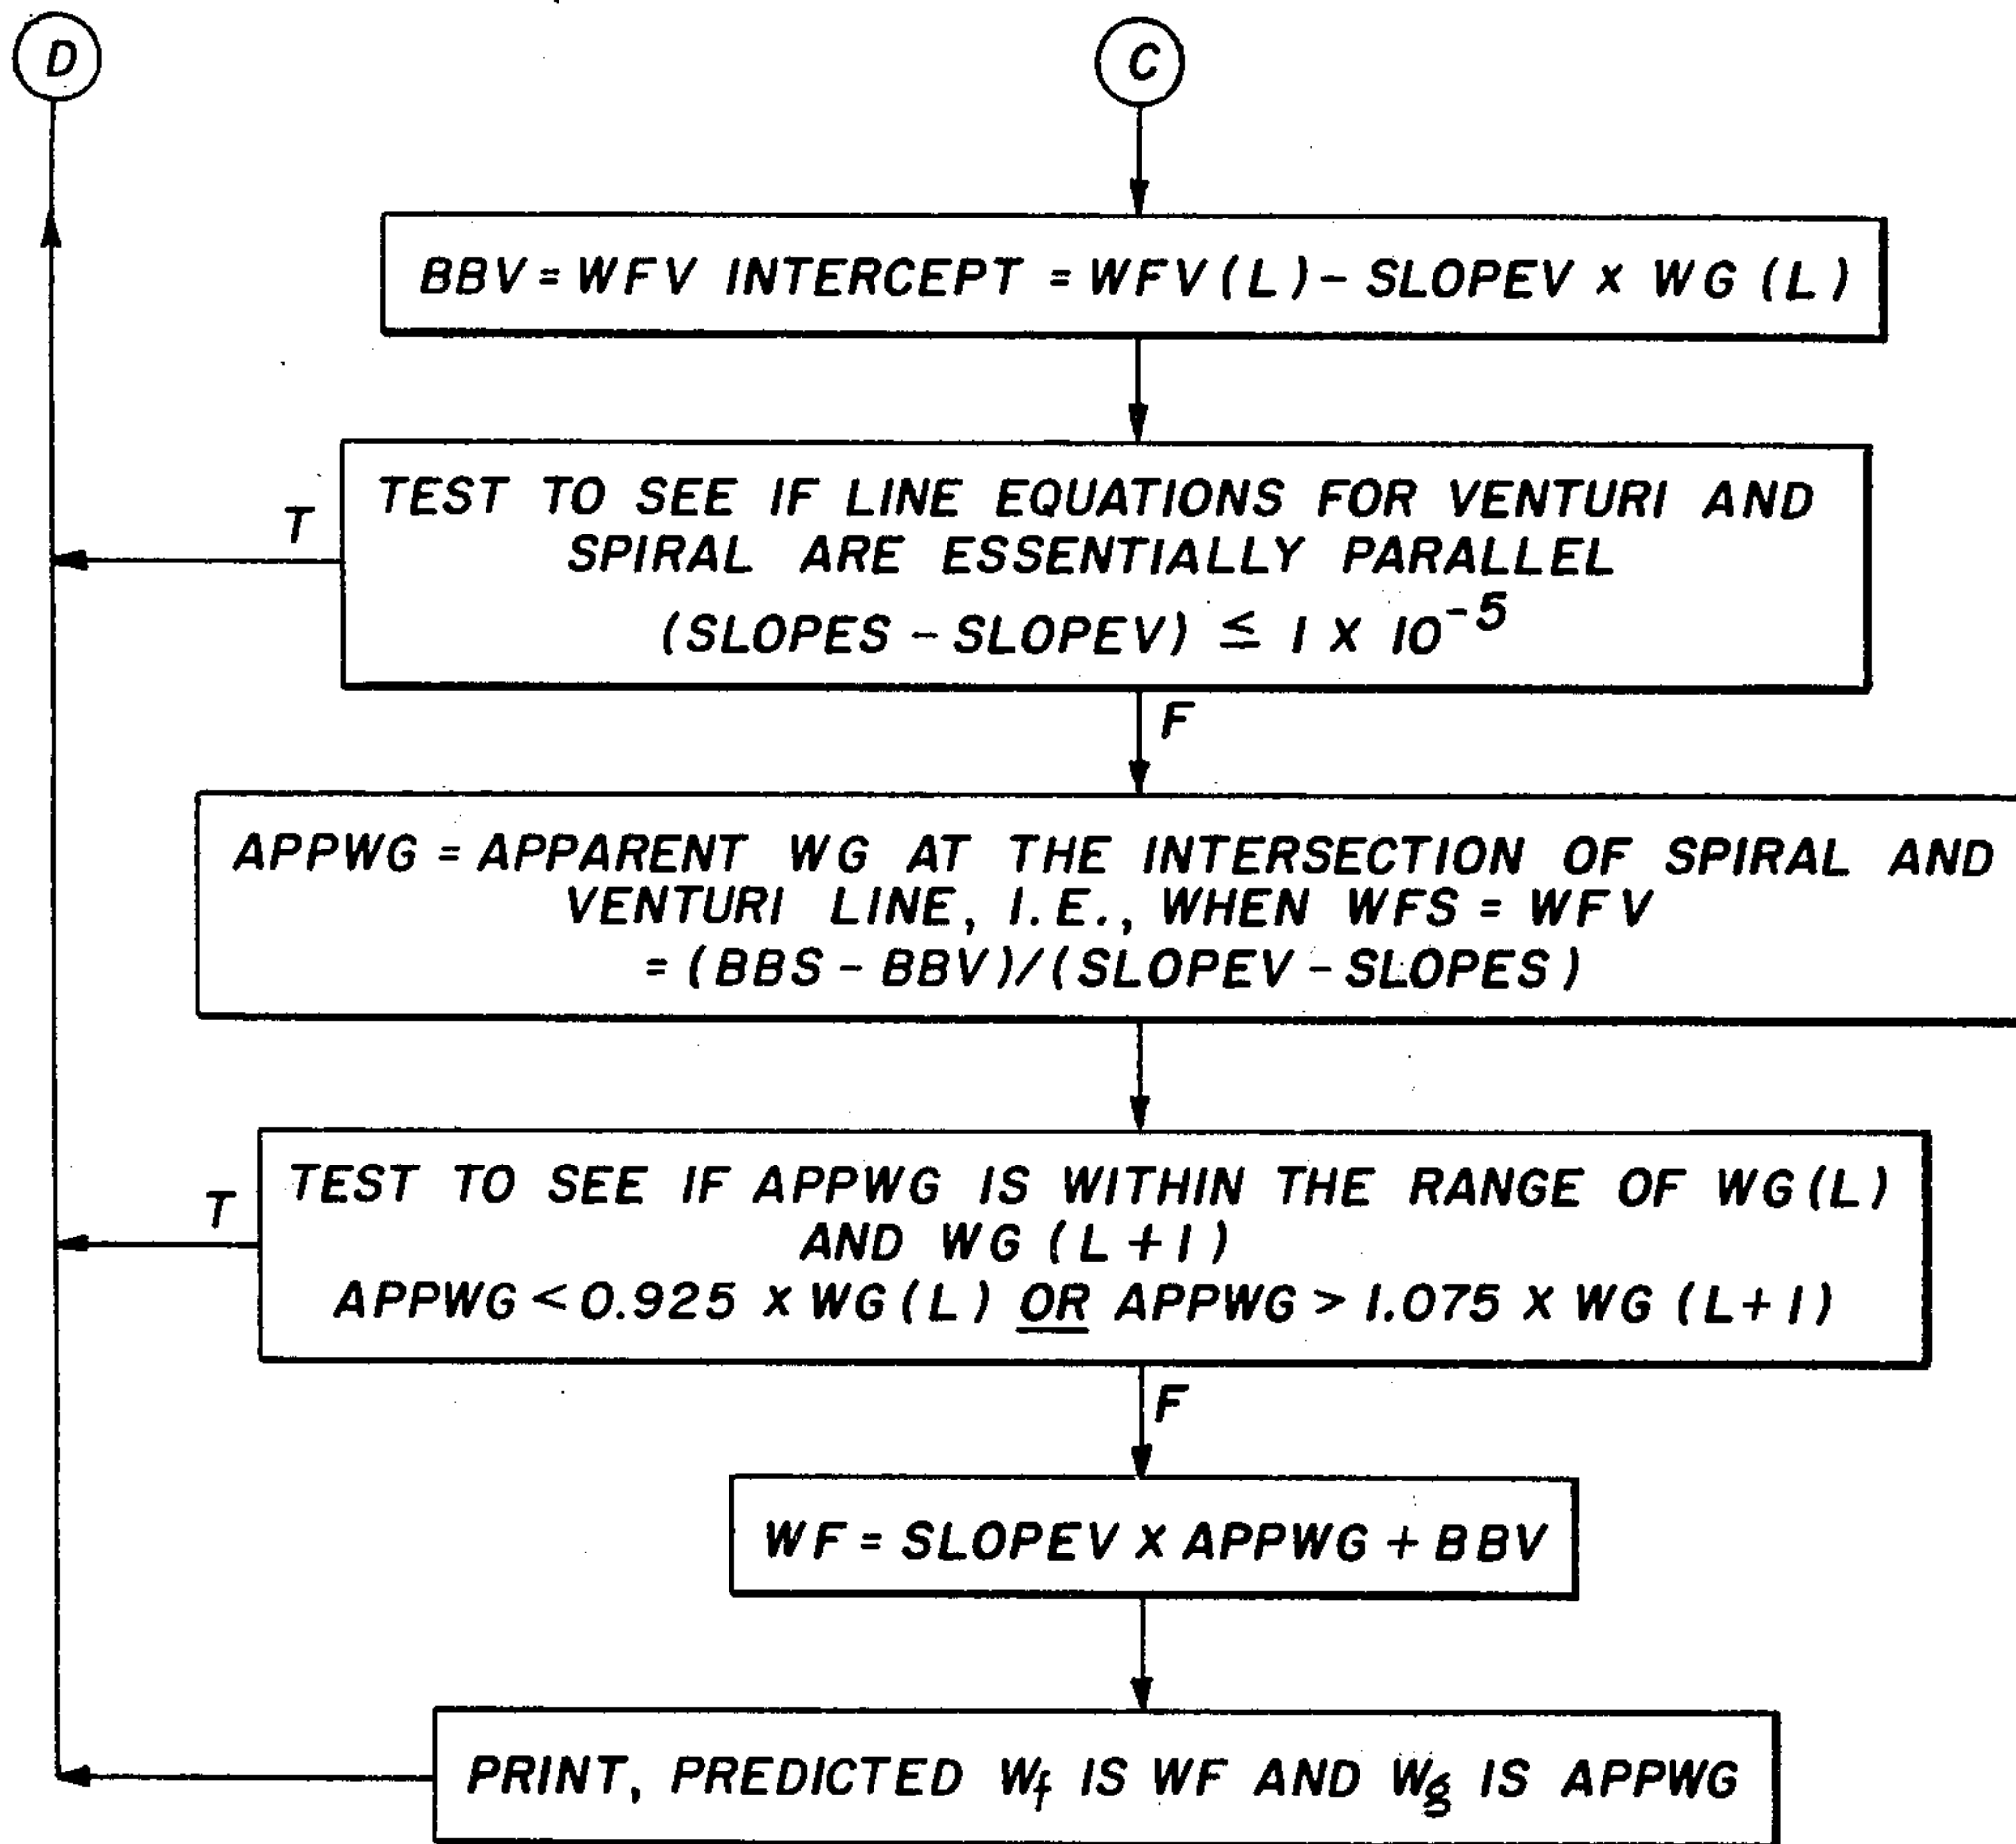 D
C
BBV = WFV INTERCEPT = WFV(L) - SLOPEV x WG (L)
TEST TO SEE IF LINE EQUATIONS FOR VENTURI AND
SPIRAL ARE ESSENTIALLY PARALLEL
(SLOPES - SLOPEV) ≤ 1 X 10⁻⁵
T
F
APPWG = APPARENT WG AT THE INTERSECTION OF SPIRAL AND
VENTURI LINE, I.E., WHEN WFS = WFV
= (BBS - BBV)/(SLOPEV - SLOPES)
TEST TO SEE IF APPWG IS WITHIN THE RANGE OF WG(L)
AND WG (L+1)
APPWG < 0.925 x WG(L) OR APPWG > 1.075 X WG (L+1)
T
F
WF = SLOPEV X APPWG + BBV
PRINT, PREDICTED Wf IS WF AND Wg IS APPWG